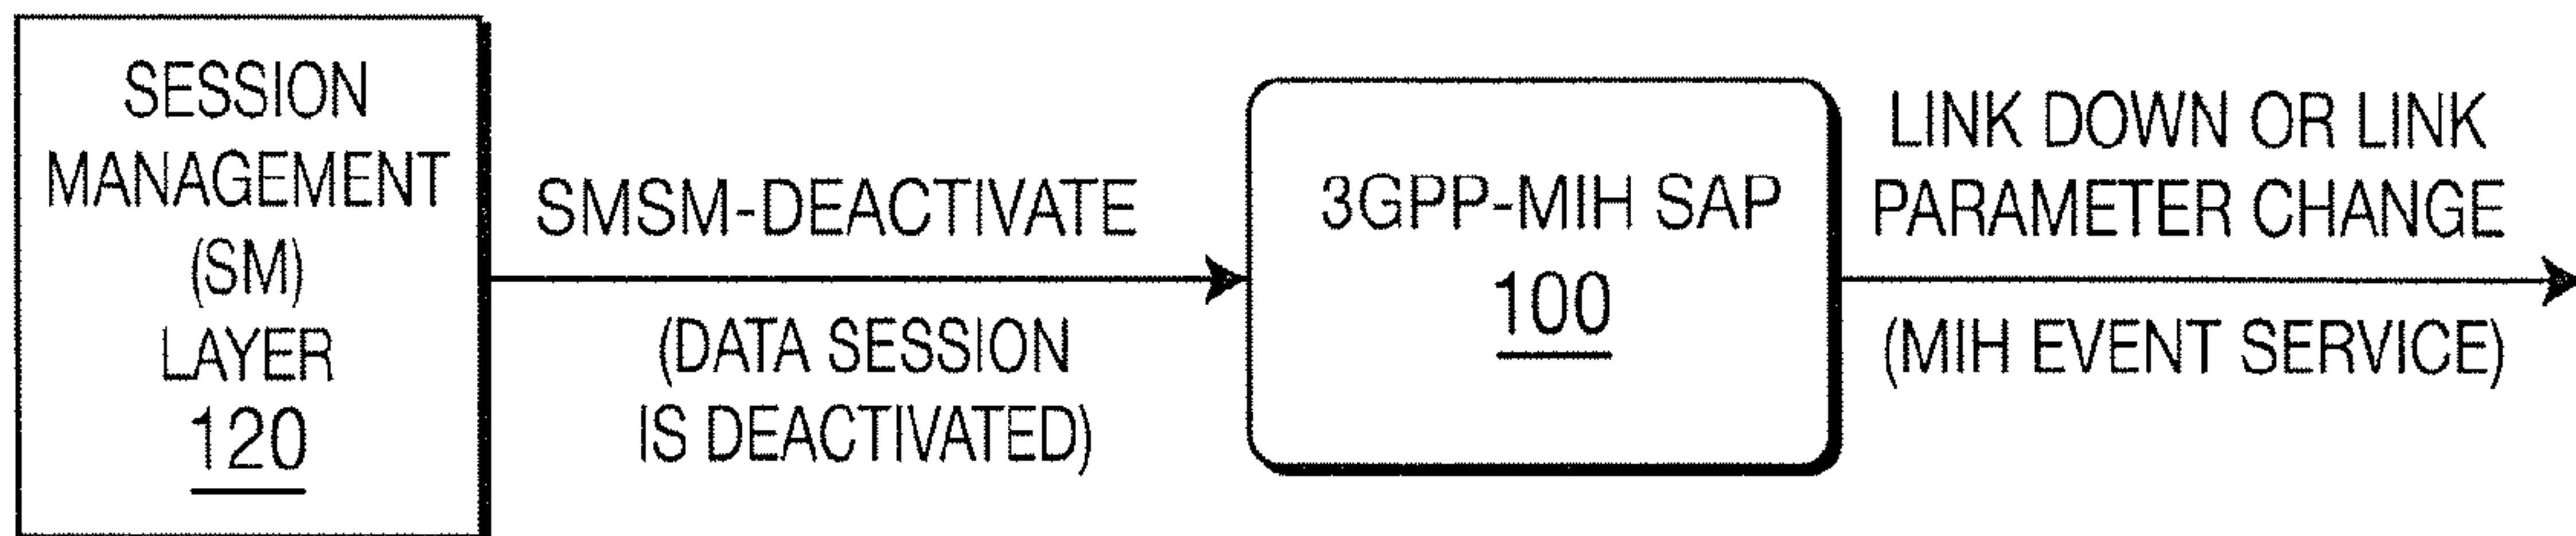 SESSION
MANAGEMENT
(SM)
LAYER
120
SMSM-DEACTIVATE
(DATA SESSION
IS DEACTIVATED)
3GPP-MIH SAP
100
LINK DOWN OR LINK
PARAMETER CHANGE
(MIH EVENT SERVICE)